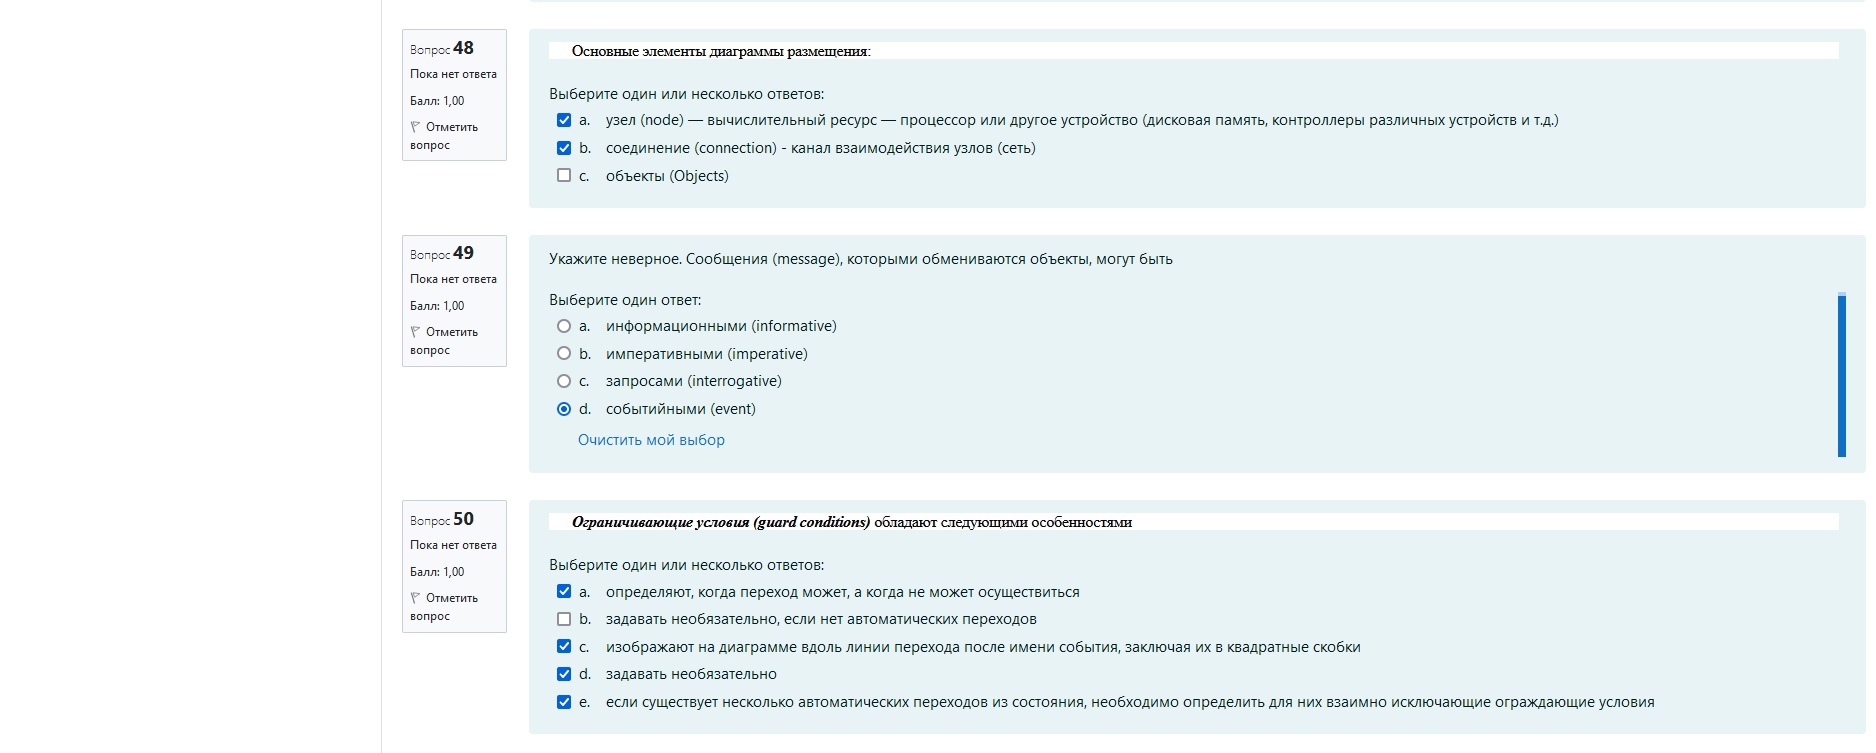 Вопрос 48
Пока нет ответа
Балл: 1,00
Отметить
вопрос
Основные элементы диаграммы размещения:
Выберите один или несколько ответов:
a. узел (node) — вычислительный ресурс — процессор или другое устройство (дисковая память, контроллеры различных устройств и т.д.)
b. соединение (connection) - канал взаимодействия узлов (сеть)
c. объекты (Objects)
Вопрос 49
Пока нет ответа
Балл: 1,00
Отметить
вопрос
Укажите неверное. Сообщения (message), которыми обмениваются объекты, могут быть
Выберите один ответ:
a. информационными (informative)
b. императивными (imperative)
c. запросами (interrogative)
d. событийными (event)
Очистить мой выбор
Вопрос 50
Пока нет ответа
Балл: 1,00
Отметить
вопрос
Ограничивающие условия (guard conditions) обладают следующими особенностями
Выберите один или несколько ответов:
a. определяют, когда переход может, а когда не может осуществиться
b. задавать необязательно, если нет автоматических переходов
c. изображают на диаграмме вдоль линии перехода после имени события, заключая их в квадратные скобки
d. задавать необязательно
e. если существует несколько автоматических переходов из состояния, необходимо определить для них взаимно исключающие ограждающие условия